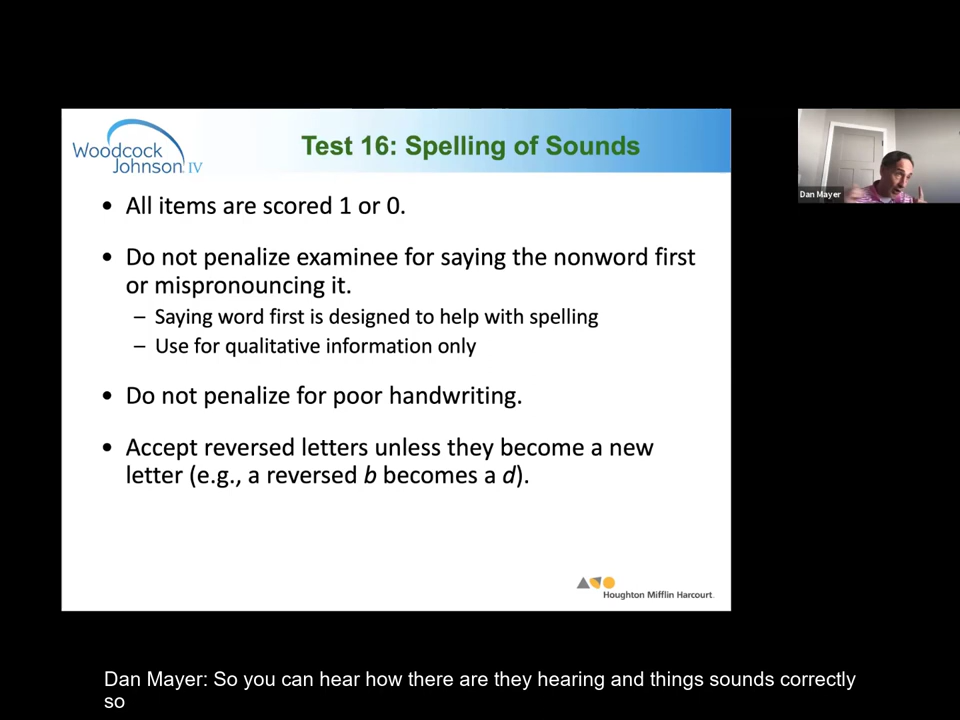 Woodcock
Johnson IV
Test 16: Spelling of Sounds
• All items are scored 1 or 0.
• Do not penalize examinee for saying the nonword first
or mispronouncing it.
– Saying word first is designed to help with spelling
– Use for qualitative information only
• Do not penalize for poor handwriting.
• Accept reversed letters unless they become a new
letter (e.g., a reversed b becomes a d).
Houghton Mifflin Harcourt.
Dan Mayer
Dan Mayer: So you can hear how there are they hearing and things sounds correctly
so